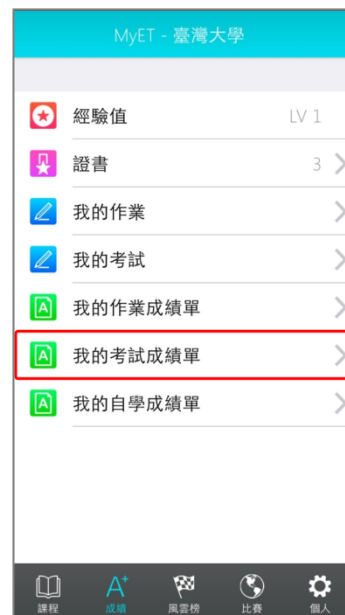 MyET - 臺灣大學
經驗值 LV 1
證書 3
我的作業
我的考試
我的作業成績單
我的考試成績單
我的自學成績單
A+
課程 成績 風雲榜 比賽 個人